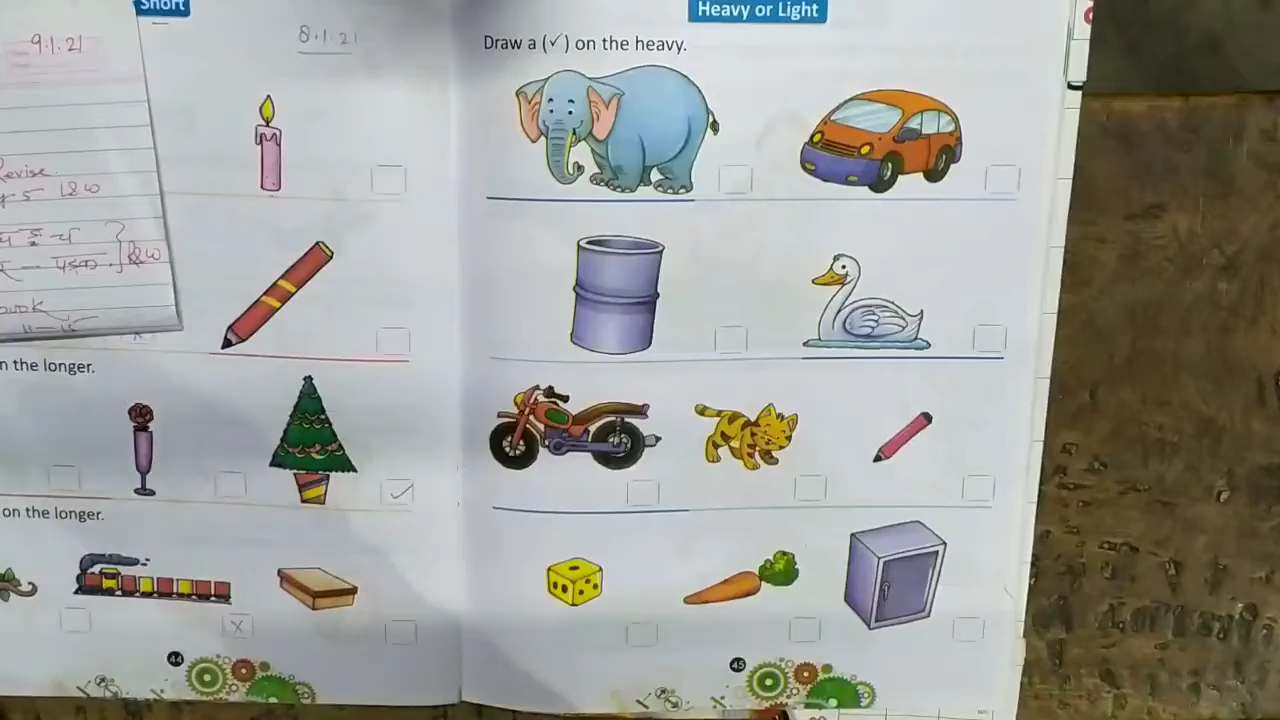 Short
8.1.21
9.1.21
Revise
n the longer.
on the longer.
44
Heavy or Light
Draw a (✓) on the heavy.
45